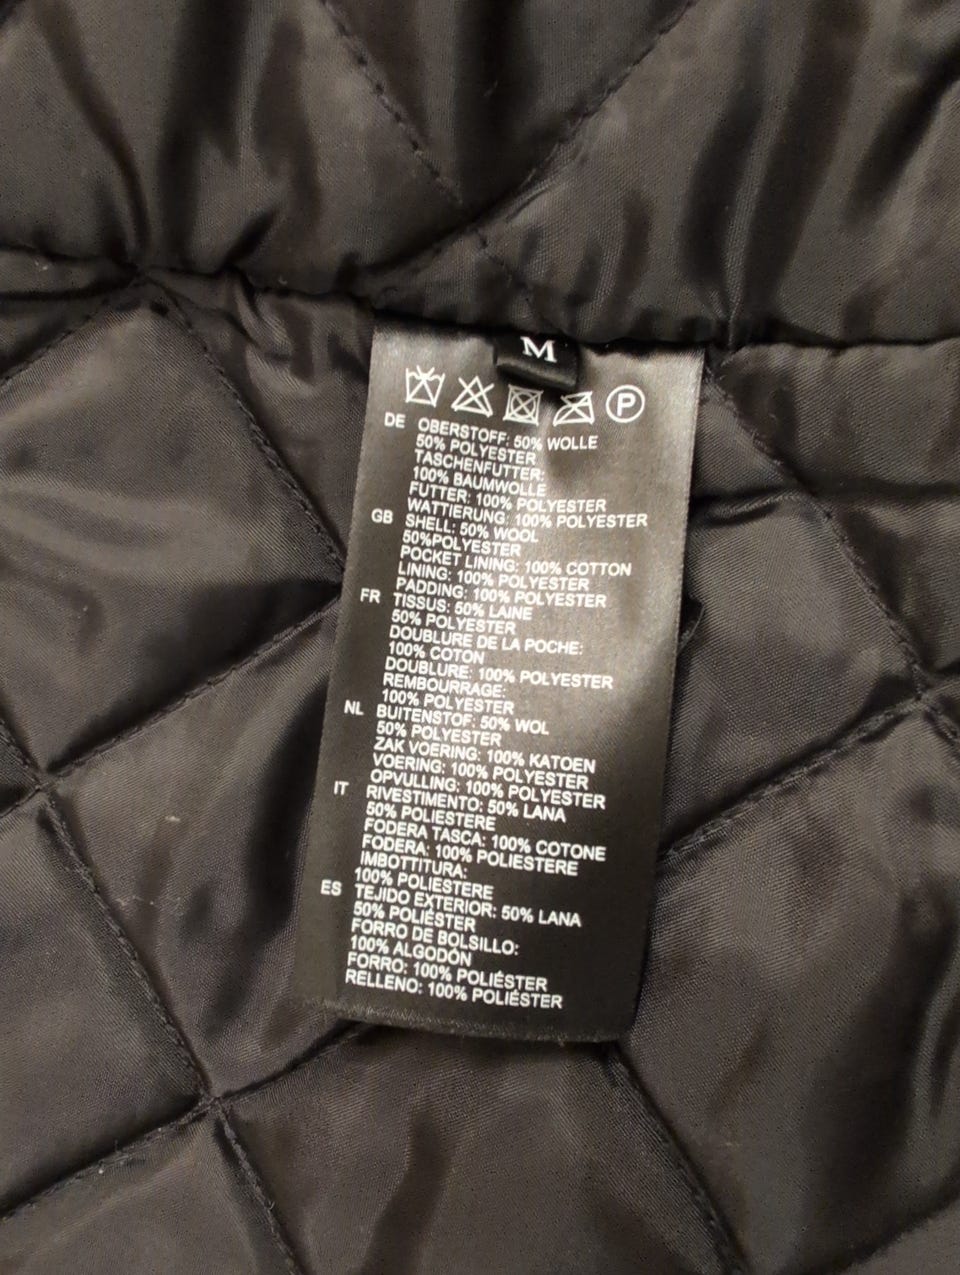 M
P
DE OBERSTOFF: 50% WOLLE
50% POLYESTER
TASCHENFUTTER:
100% BAUMWOLLE
FUTTER: 100% POLYESTER
WATTIERUNG: 100% POLYESTER
GB SHELL: 50% WOOL
50%POLYESTER
POCKET LINING: 100% COTTON
LINING: 100% POLYESTER
PADDING: 100% POLYESTER
FR TISSUS: 50% LAINE
50% POLYESTER
DOUBLURE DE LA POCHE:
100% COTON
DOUBLURE: 100% POLYESTER
REMBOURRAGE:
100% POLYESTER
NL BUITENSTOF: 50% WOL
50% POLYESTER
ZAK VOERING: 100% KATOEN
VOERING: 100% POLYESTER
OPVULLING: 100% POLYESTER
IT RIVESTIMENTO: 50% LANA
50% POLIESTERE
FODERA TASCA: 100% COTONE
FODERA: 100% POLIESTERE
IMBOTTITURA:
100% POLIESTERE
ES TEJIDO EXTERIOR: 50% LANA
50% POLIÉSTER
FORRO DE BOLSILLO:
100% ALGODÓN
FORRO: 100% POLIÉSTER
RELLENO: 100% POLIÉSTER